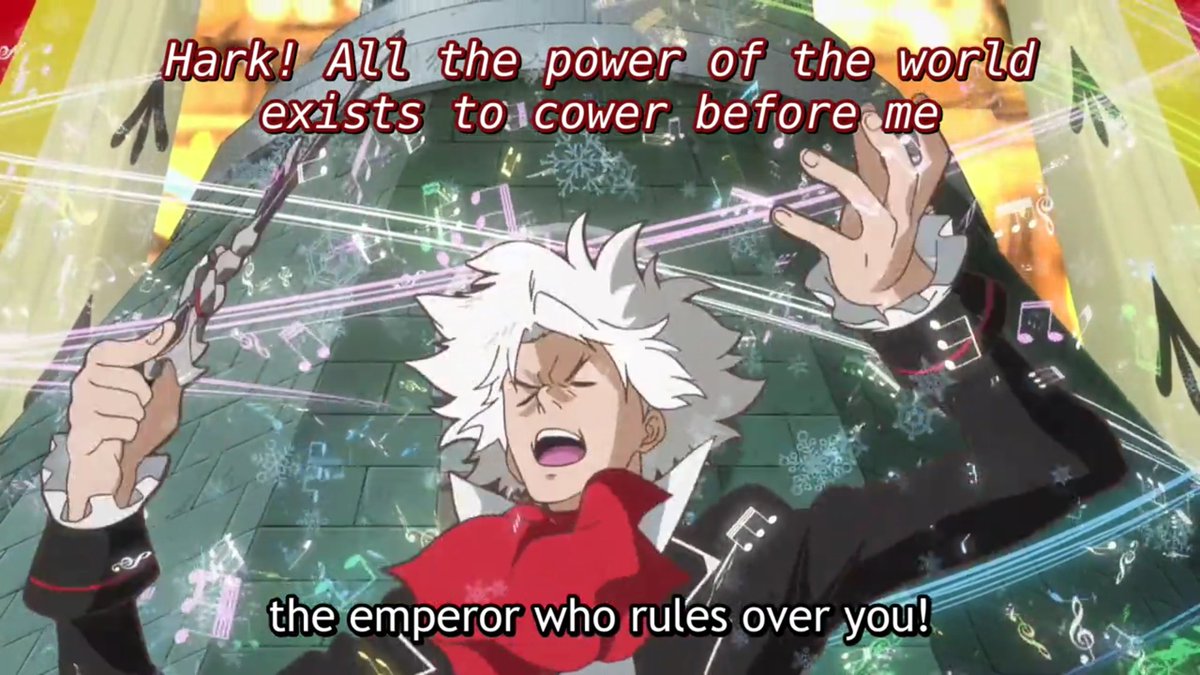 Hark! All the power of the world
exists to cower before me
the emperor who rules over you!